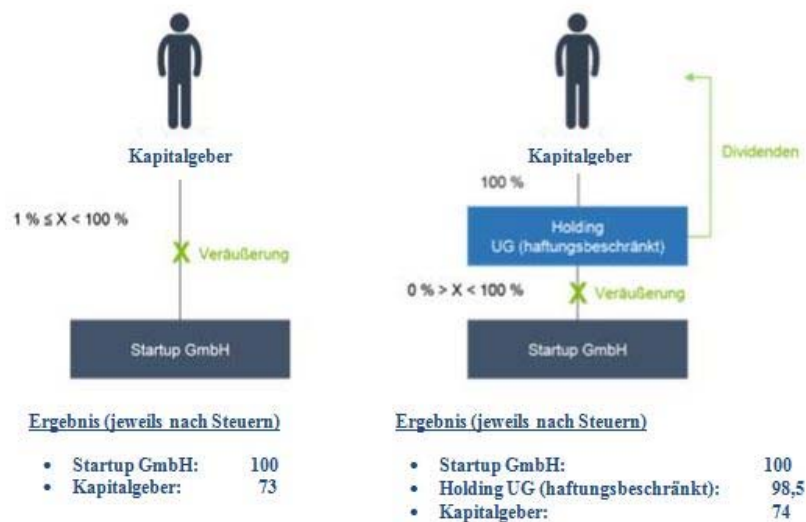 Kapitalgeber
1 % ≤ X < 100 %
Veräußerung
Startup GmbH
Ergebnis (jeweils nach Steuern)
• Startup GmbH: 100
• Kapitalgeber: 73
Kapitalgeber
Dividenden
100 %
Holding
UG (haftungsbeschränkt)
0 % > X < 100 %
Veräußerung
Startup GmbH
Ergebnis (jeweils nach Steuern)
• Startup GmbH: 100
• Holding UG (haftungsbeschränkt): 98,5
• Kapitalgeber: 74